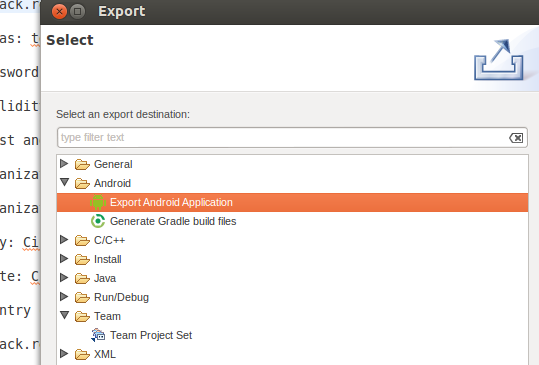 ack.r
Export
Select
as: t
sword
Select an export destination:
lidit
type filter text
st an
General
Android
aniza
Export Android Application
aniza
Generate Gradle build files
y: Ci
C/C++
Install
te: C
Java
Run/Debug
ntry
Team
Team Project Set
ack.r
XML